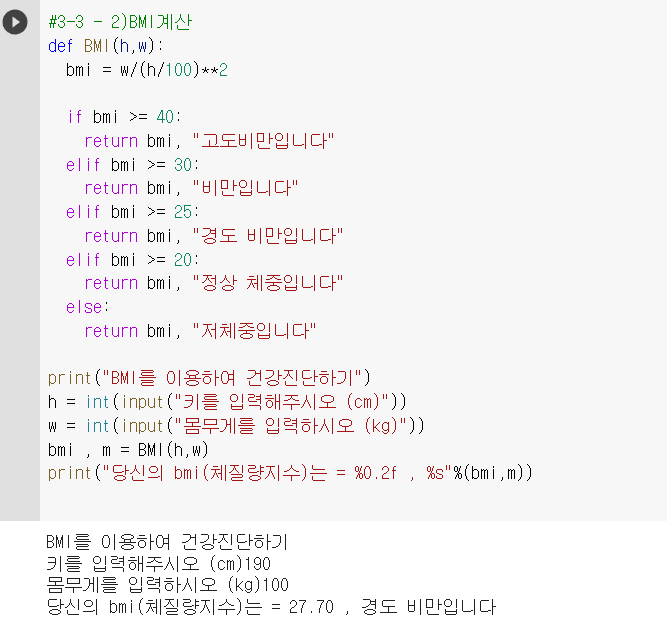 #3-3 - 2)BMI계산
def BMI(h,w):
  bmi = w/(h/100)**2

  if bmi >= 40:
    return bmi, "고도비만입니다"
  elif bmi >= 30:
    return bmi, "비만입니다"
  elif bmi >= 25:
    return bmi, "경도 비만입니다"
  elif bmi >= 20:
    return bmi, "정상 체중입니다"
  else:
    return bmi, "저체중입니다"

print("BMI를 이용하여 건강진단하기")
h = int(input("키를 입력해주시오 (cm)"))
w = int(input("몸무게를 입력하시오 (kg)"))
bmi , m = BMI(h,w)
print("당신의 bmi(체질량지수)는 = %0.2f , %s"%(bmi,m))

BMI를 이용하여 건강진단하기
키를 입력해주시오 (cm)190
몸무게를 입력하시오 (kg)100
당신의 bmi(체질량지수)는 = 27.70 , 경도 비만입니다